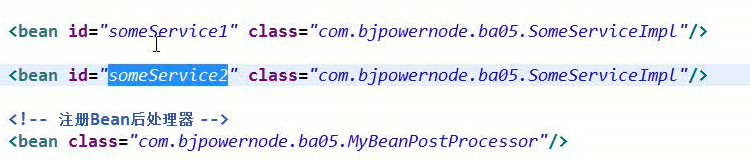 <bean id="someService1" class="com.bjpowernode.ba05.SomeServiceImpl"/>
<bean id="someService2" class="com.bjpowernode.ba05.SomeServiceImpl"/>
<!-- 注册Bean后处理器 -->
<bean class="com.bjpowernode.ba05.MyBeanPostProcessor"/>